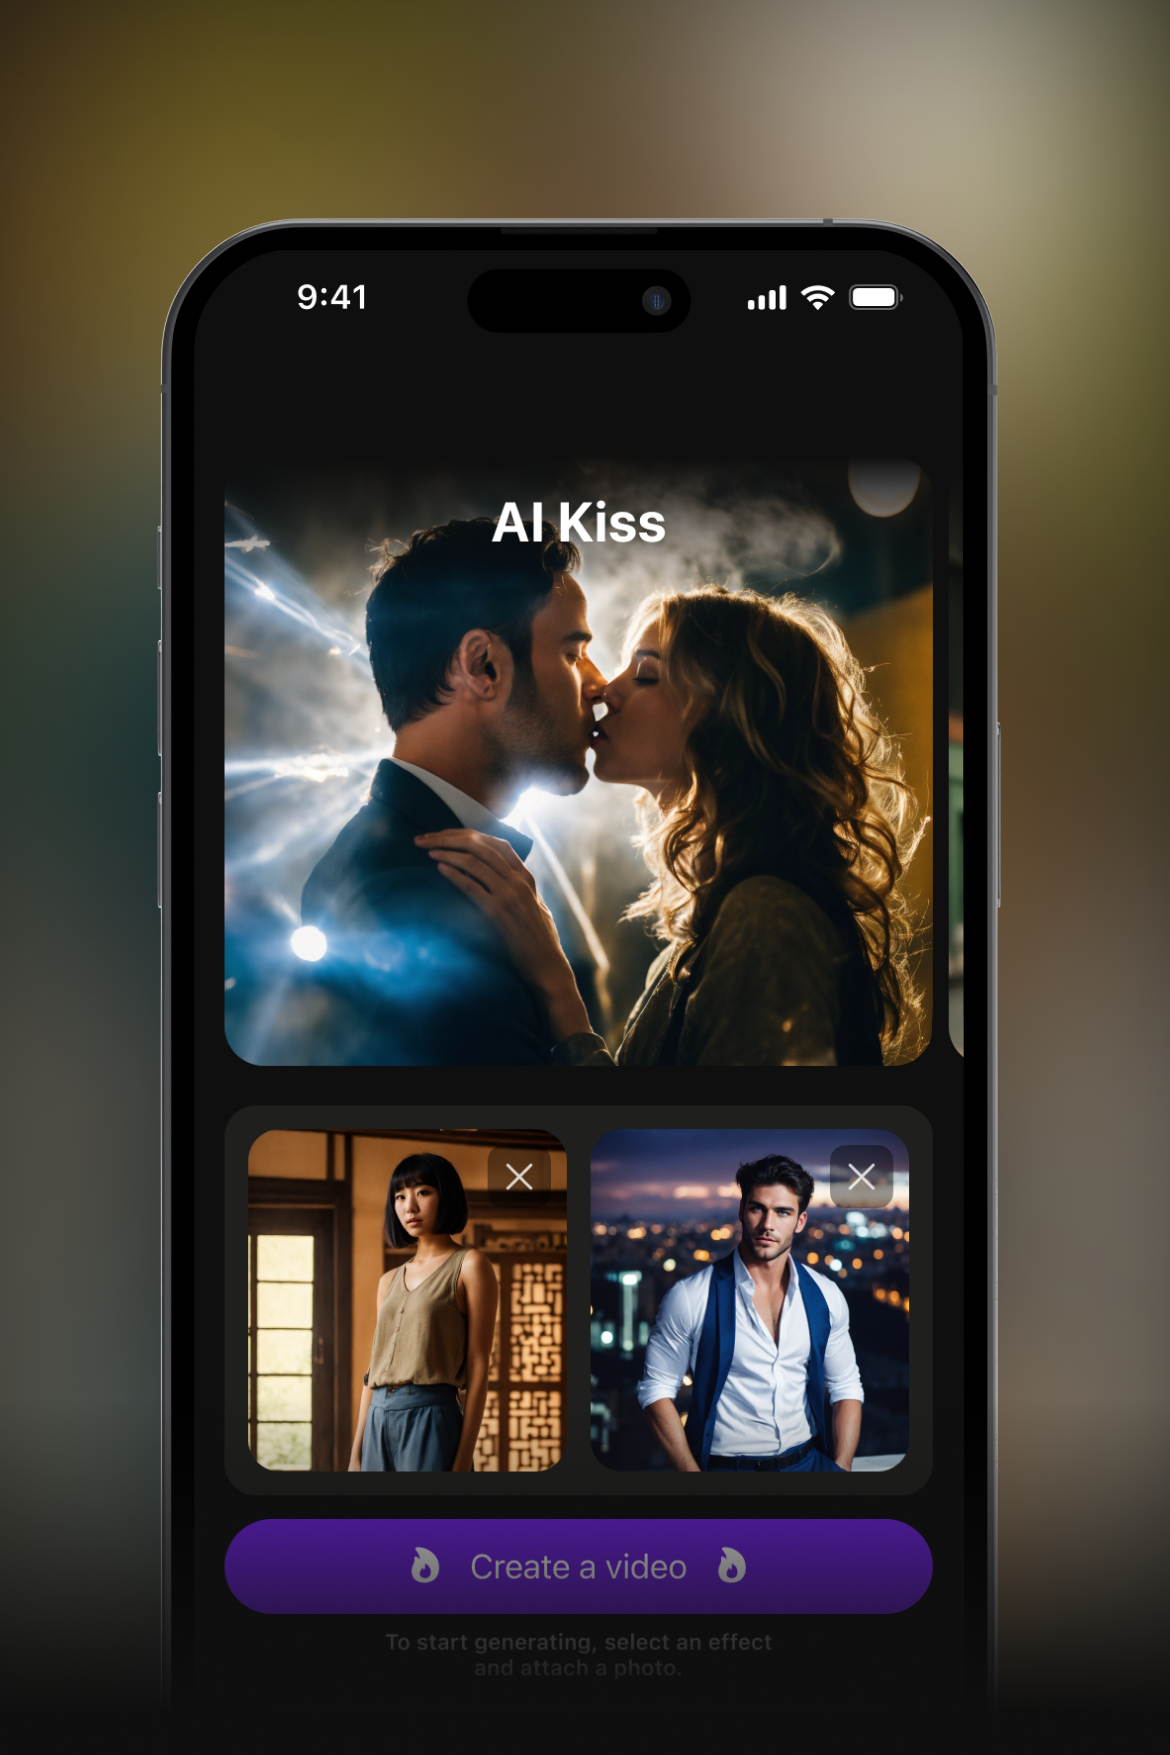 9:41
AI Kiss
Create a video
To start generating, select an effect
and attach a photo.